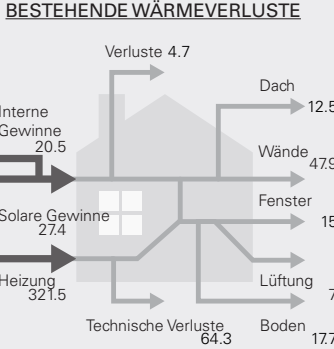 BESTEHENDE WÄRMEVERLUSTE
Verluste 4.7
Dach
12.5
Interne
Gewinne
20.5
Wände
47.9
Fenster
15
Solare Gewinne
27.4
Heizung
321.5
Lüftung
7
Technische Verluste
64.3
Boden
17.7